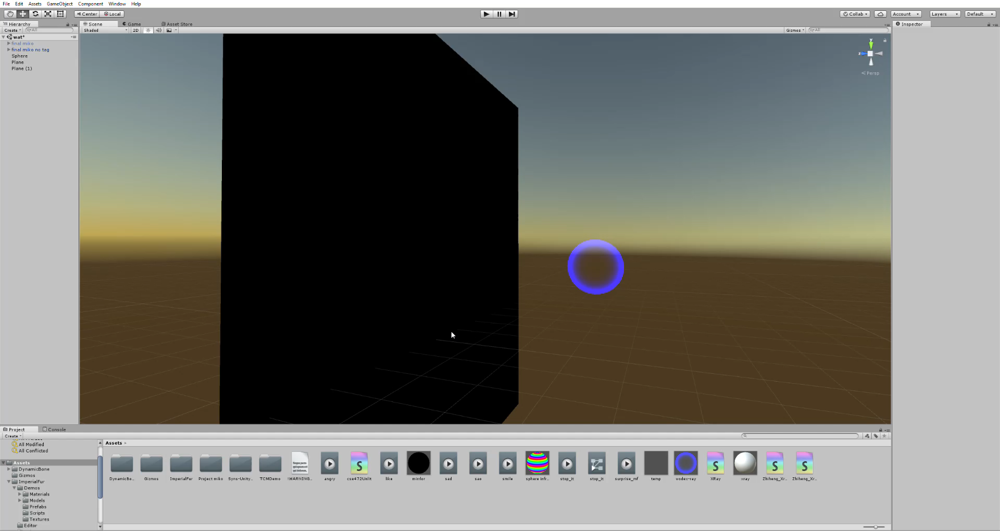 File Edit Assets GameObject Component Window Help
Center Local Collab Account Layers Default
Hierarchy Scene Game Asset Store Inspector
Create All Shaded 2D Gizmos All
wat*
final miko
final miko no tag
Sphere
Plane
Plane (1)
y
z
Persp
Project Console
Create
All Modified
All Conflicted
Assets
DynamicBone
Gizmos
ImperialFur
Demos
Materials
Models
Prefabs
Scripts
Textures
Editor
Assets
DynamicBo... Gizmos ImperialFur Project miko Syns-Unity... TCMDemo !WARNING... angry cse472Unlit like mirrlor sad sao smile sphere infr... stop_it stop_it surprise_mf temp wodex-ray XRay xray Zhiheng_Xr... Zhiheng_Xr...